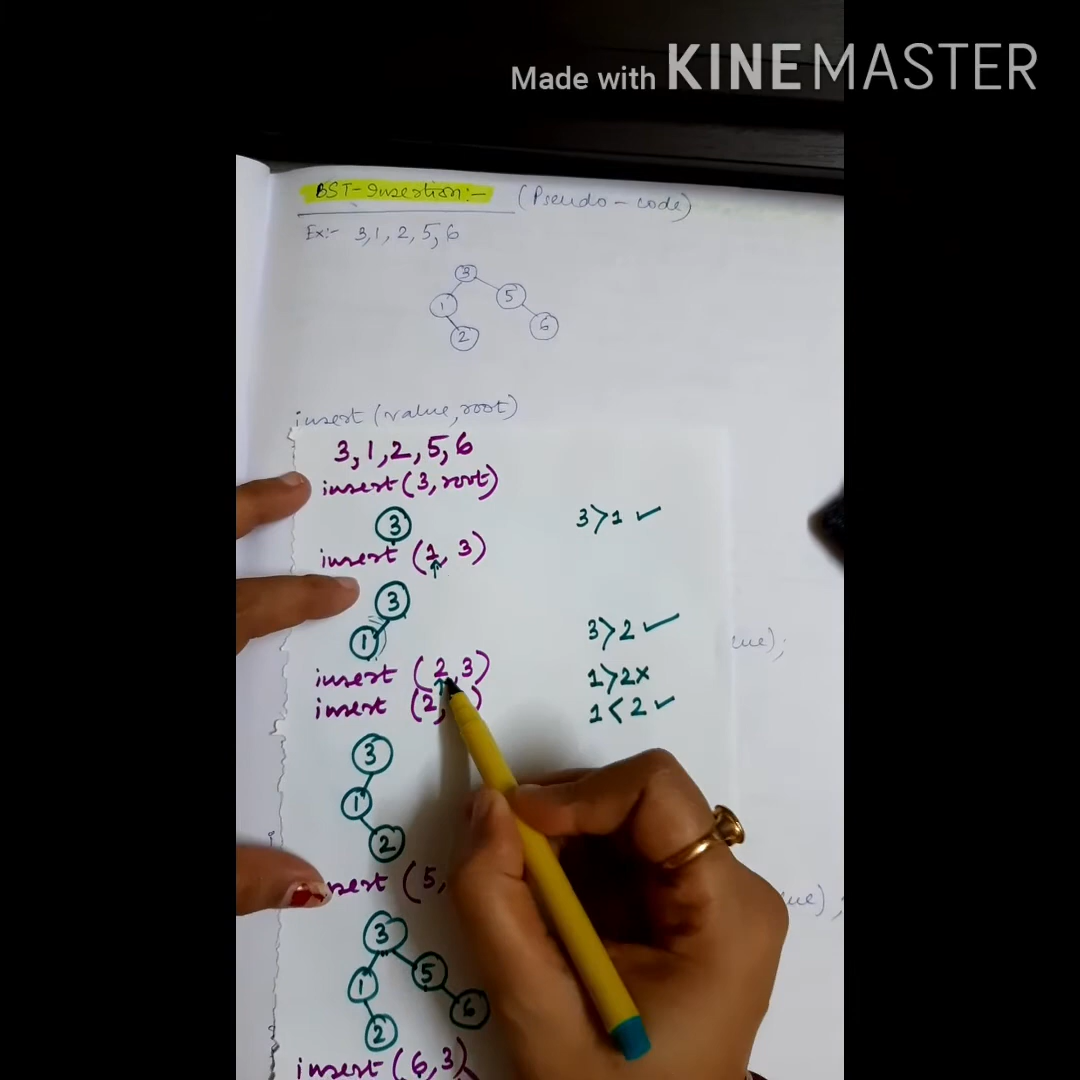 Made with KINEMASTER
BST-Insertion:- (Pseudo-code)
Ex:- 3,1,2,5,6
3
1
5
2
6
insert (value,root)
3,1,2,5,6
insert(3,root)
3
3>1 ✓
insert (1,3)
3
1
3>2 ✓
insert (2,3)
1>2x
insert (2,
1<2 ✓
3
1
2
(5,
3
1
5
6
2
insert (6,3)